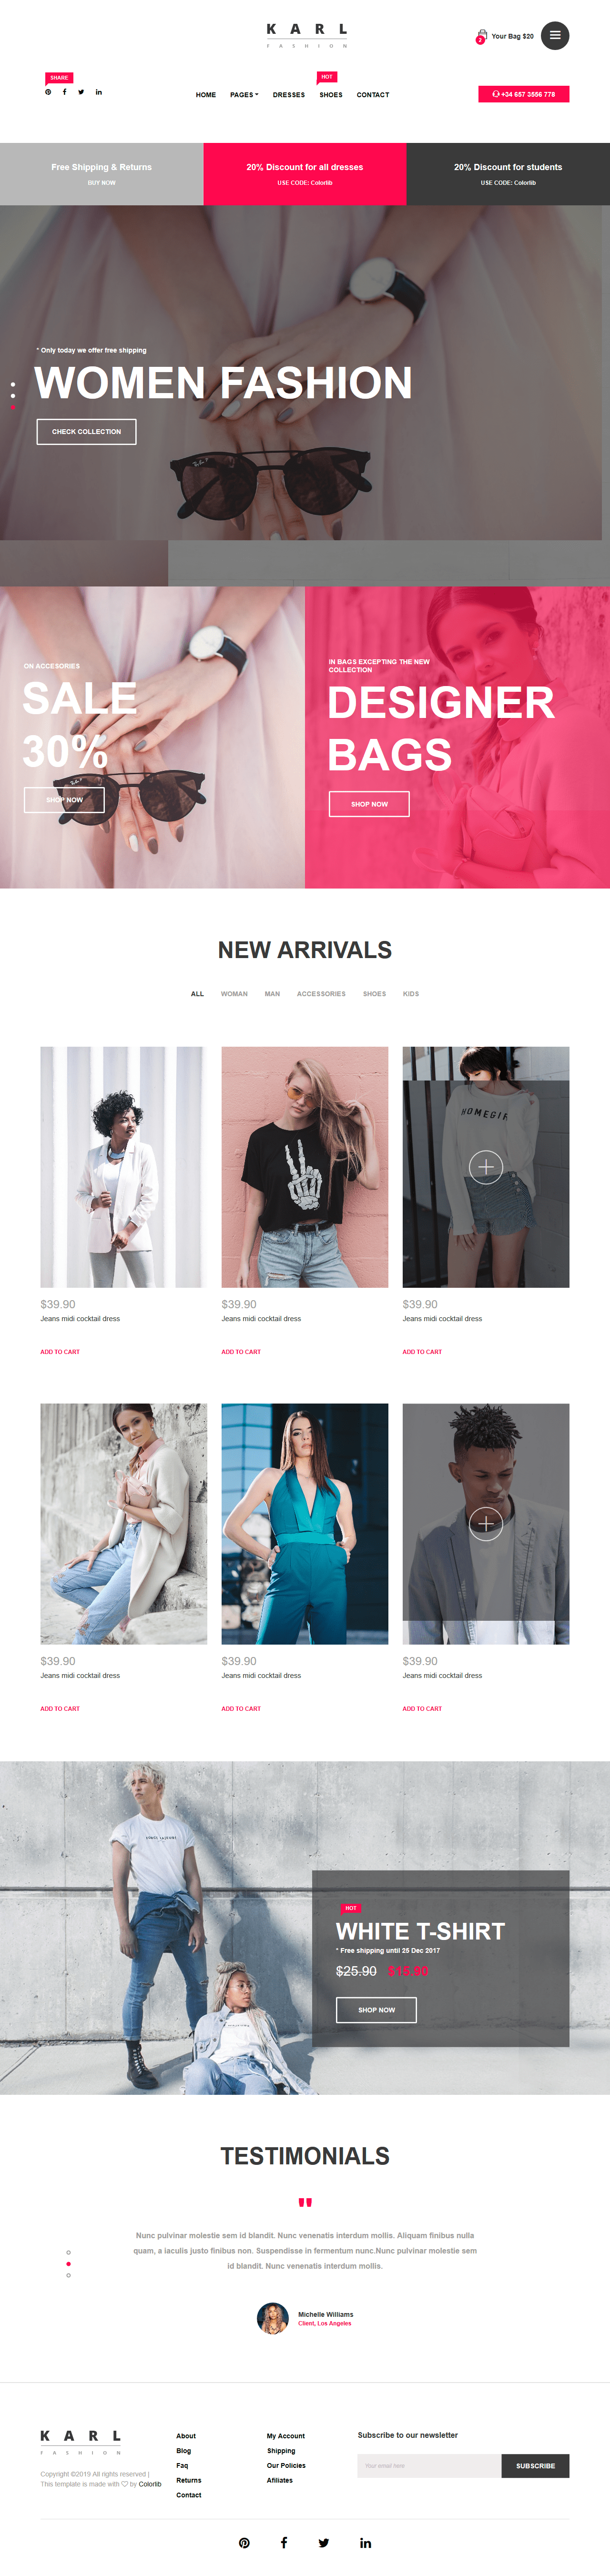 KARL
FASHION
2
Your Bag $20
SHARE
HOT
HOME PAGES DRESSES SHOES CONTACT
+34 657 3556 778
Free Shipping & Returns
BUY NOW
20% Discount for all dresses
USE CODE: Colorlib
20% Discount for students
USE CODE: Colorlib
* Only today we offer free shipping
WOMEN FASHION
CHECK COLLECTION
ON ACCESORIES
SALE
30%
SHOP NOW
IN BAGS EXCEPTING THE NEW
COLLECTION
DESIGNER
BAGS
SHOP NOW
NEW ARRIVALS
ALL WOMAN MAN ACCESSORIES SHOES KIDS
HOMEGIR
$39.90
Jeans midi cocktail dress
ADD TO CART
$39.90
Jeans midi cocktail dress
ADD TO CART
$39.90
Jeans midi cocktail dress
ADD TO CART
$39.90
Jeans midi cocktail dress
ADD TO CART
$39.90
Jeans midi cocktail dress
ADD TO CART
$39.90
Jeans midi cocktail dress
ADD TO CART
HOT
WHITE T-SHIRT
* Free shipping until 25 Dec 2017
$25.90 $15.90
SHOP NOW
TESTIMONIALS
"
Nunc pulvinar molestie sem id blandit. Nunc venenatis interdum mollis. Aliquam finibus nulla
quam, a iaculis justo finibus non. Suspendisse in fermentum nunc.Nunc pulvinar molestie sem
id blandit. Nunc venenatis interdum mollis.
Michelle Williams
Client, Los Angeles
KARL
FASHION
Copyright ©2019 All rights reserved |
This template is made with ♡ by Colorlib
About
Blog
Faq
Returns
Contact
My Account
Shipping
Our Policies
Afiliates
Subscribe to our newsletter
Your email here
SUBSCRIBE